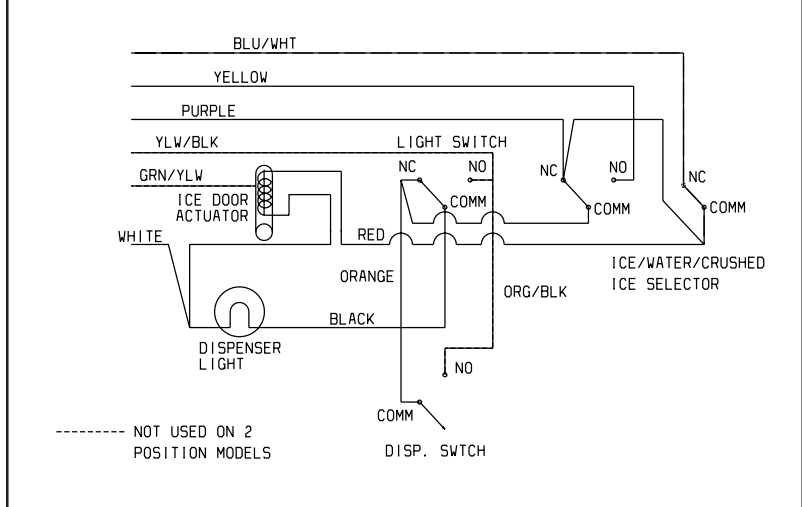 BLU/WHT
YELLOW
PURPLE
YLW/BLK
LIGHT SWITCH
NC
NO
NC
NO
GRN/YLW
NC
ICE DOOR
ACTUATOR
COMM
COMM
COMM
WHITE
RED
ICE/WATER/CRUSHED
ICE SELECTOR
ORANGE
ORG/BLK
BLACK
DISPENSER
LIGHT
NO
COMM
NOT USED ON 2
POSITION MODELS
DISP. SWTCH